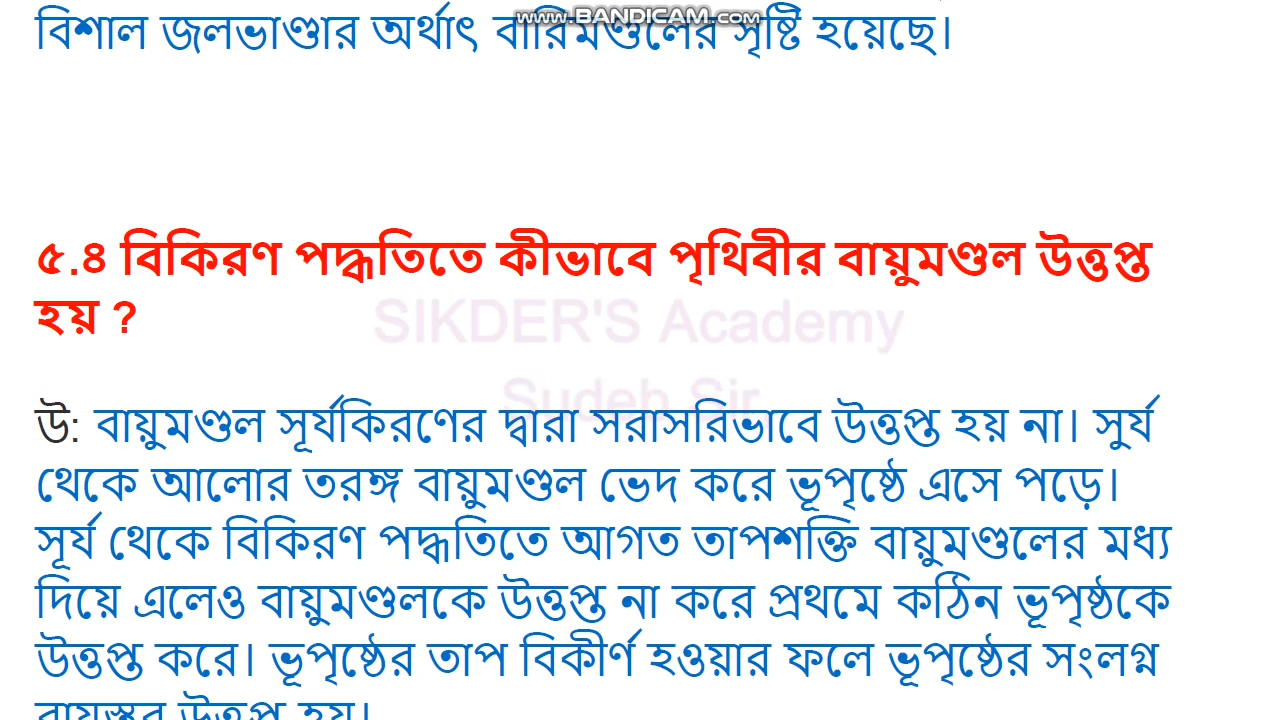 www.BANDICAM.com
বিশাল জলভাণ্ডার অর্থাৎ বারিমণ্ডলের সৃষ্টি হয়েছে।
৫.৪ বিকিরণ পদ্ধতিতে কীভাবে পৃথিবীর বায়ুমণ্ডল উত্তপ্ত
হয় ?
SIKDER'S Academy
Sudeb Sir
উ: বায়ুমণ্ডল সূর্যকিরণের দ্বারা সরাসরিভাবে উত্তপ্ত হয় না। সুর্য
থেকে আলোর তরঙ্গ বায়ুমণ্ডল ভেদ করে ভূপৃষ্ঠে এসে পড়ে।
সূর্য থেকে বিকিরণ পদ্ধতিতে আগত তাপশক্তি বায়ুমণ্ডলের মধ্য
দিয়ে এলেও বায়ুমণ্ডলকে উত্তপ্ত না করে প্রথমে কঠিন ভূপৃষ্ঠকে
উত্তপ্ত করে। ভূপৃষ্ঠের তাপ বিকীর্ণ হওয়ার ফলে ভূপৃষ্ঠের সংলগ্ন
বায়ুস্তর উত্তপ্ত হয়।